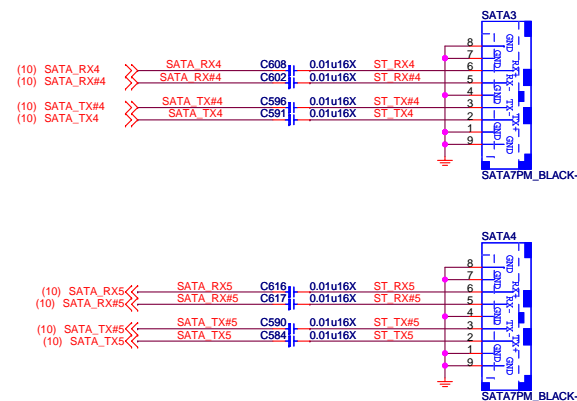 SATA3
8 GND
7 GND
(10) SATA_RX4 SATA_RX4 C608 0.01u16X ST_RX4 6 RX+
(10) SATA_RX#4 SATA_RX#4 C602 0.01u16X ST_RX#4 5 RX-
4 GND
(10) SATA_TX#4 SATA_TX#4 C596 0.01u16X ST_TX#4 3 TX-
(10) SATA_TX4 SATA_TX4 C591 0.01u16X ST_TX4 2 TX+
1 GND
9 GND
SATA7PM_BLACK-
SATA4
8 GND
7 GND
(10) SATA_RX5 SATA_RX5 C616 0.01u16X ST_RX5 6 RX+
(10) SATA_RX#5 SATA_RX#5 C617 0.01u16X ST_RX#5 5 RX-
4 GND
(10) SATA_TX#5 SATA_TX#5 C590 0.01u16X ST_TX#5 3 TX-
(10) SATA_TX5 SATA_TX5 C584 0.01u16X ST_TX5 2 TX+
1 GND
9 GND
SATA7PM_BLACK-